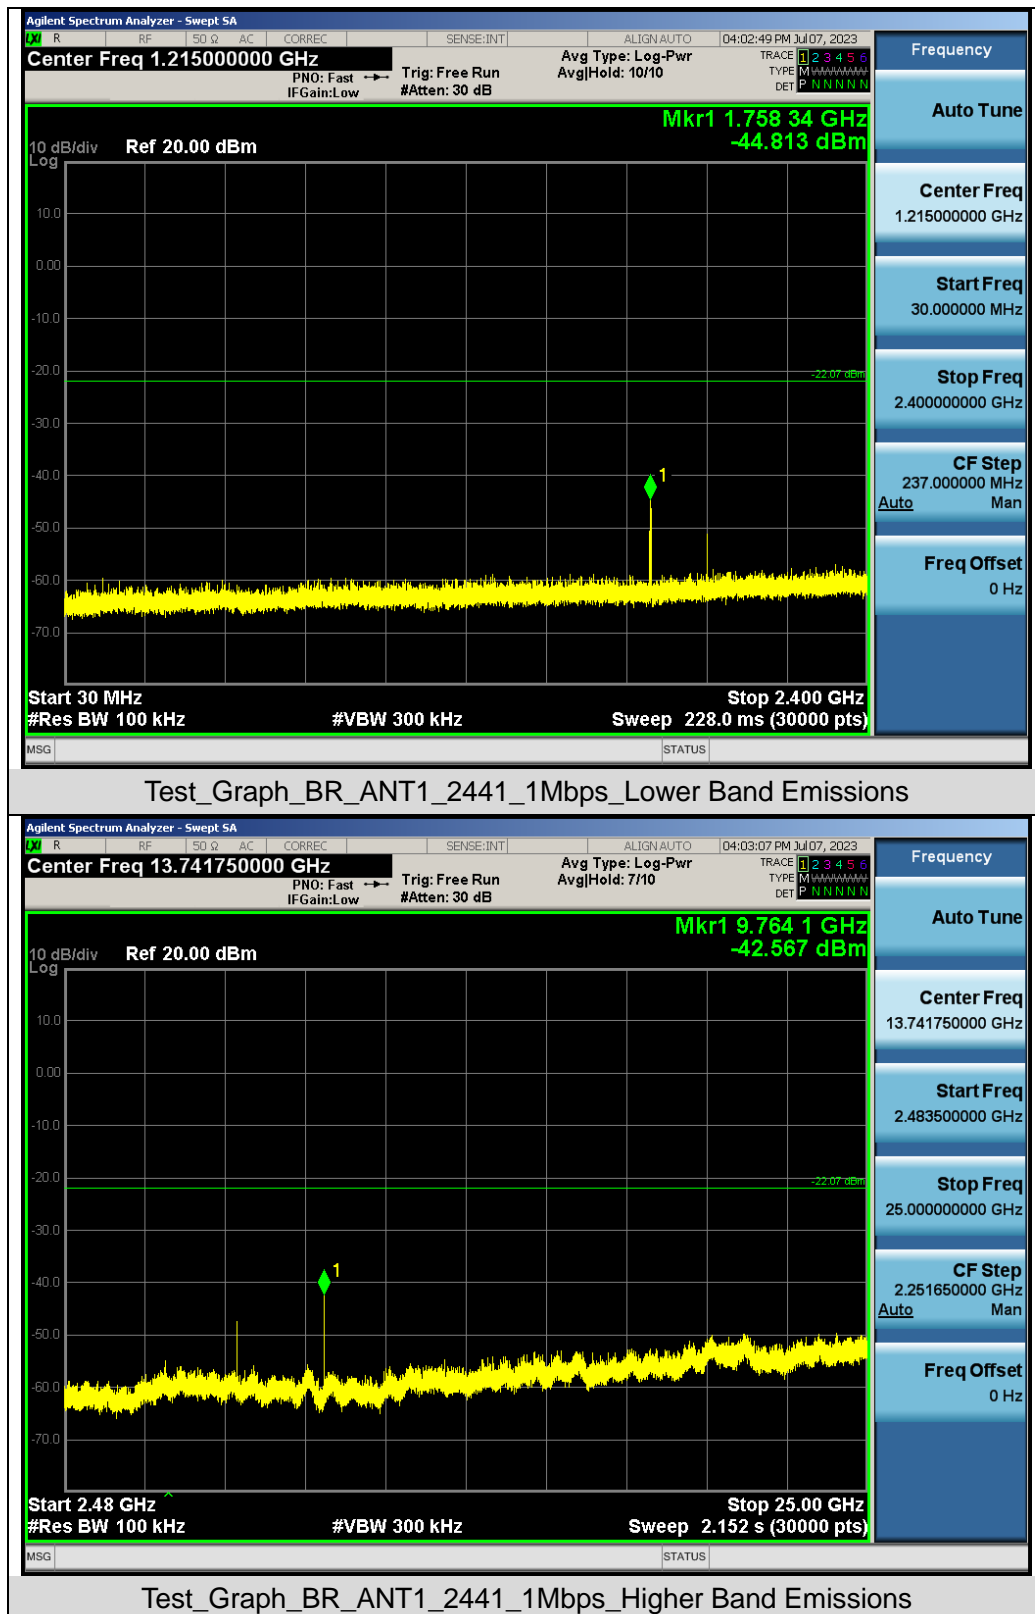 Agilent Spectrum Analyzer - Swept SA
LXI R RF 50 Ω AC CORREC SENSE:INT ALIGN AUTO 04:02:49 PM Jul 07, 2023
Center Freq 1.215000000 GHz
PNO: Fast
IFGain:Low
Trig: Free Run
#Atten: 30 dB
Avg Type: Log-Pwr
Avg|Hold: 10/10
TRACE 1 2 3 4 5 6
TYPE M
DET P N N N N N
Mkr1 1.758 34 GHz
-44.813 dBm
10 dB/div Ref 20.00 dBm
Log
10.0
0.00
-10.0
-20.0
-22.07 dBm
-30.0
-40.0
1
-50.0
-60.0
-70.0
Start 30 MHz Stop 2.400 GHz
#Res BW 100 kHz #VBW 300 kHz Sweep 228.0 ms (30000 pts)
MSG STATUS
Frequency
Auto Tune
Center Freq
1.215000000 GHz
Start Freq
30.000000 MHz
Stop Freq
2.400000000 GHz
CF Step
237.000000 MHz
Auto Man
Freq Offset
0 Hz
Test_Graph_BR_ANT1_2441_1Mbps_Lower Band Emissions
Agilent Spectrum Analyzer - Swept SA
LXI R RF 50 Ω AC CORREC SENSE:INT ALIGN AUTO 04:03:07 PM Jul 07, 2023
Center Freq 13.741750000 GHz
PNO: Fast
IFGain:Low
Trig: Free Run
#Atten: 30 dB
Avg Type: Log-Pwr
Avg|Hold: 7/10
TRACE 1 2 3 4 5 6
TYPE M
DET P N N N N N
Mkr1 9.764 1 GHz
-42.567 dBm
10 dB/div Ref 20.00 dBm
Log
10.0
0.00
-10.0
-20.0
-22.07 dBm
-30.0
-40.0
1
-50.0
-60.0
-70.0
Start 2.48 GHz Stop 25.00 GHz
#Res BW 100 kHz #VBW 300 kHz Sweep 2.152 s (30000 pts)
MSG STATUS
Frequency
Auto Tune
Center Freq
13.741750000 GHz
Start Freq
2.483500000 GHz
Stop Freq
25.000000000 GHz
CF Step
2.251650000 GHz
Auto Man
Freq Offset
0 Hz
Test_Graph_BR_ANT1_2441_1Mbps_Higher Band Emissions